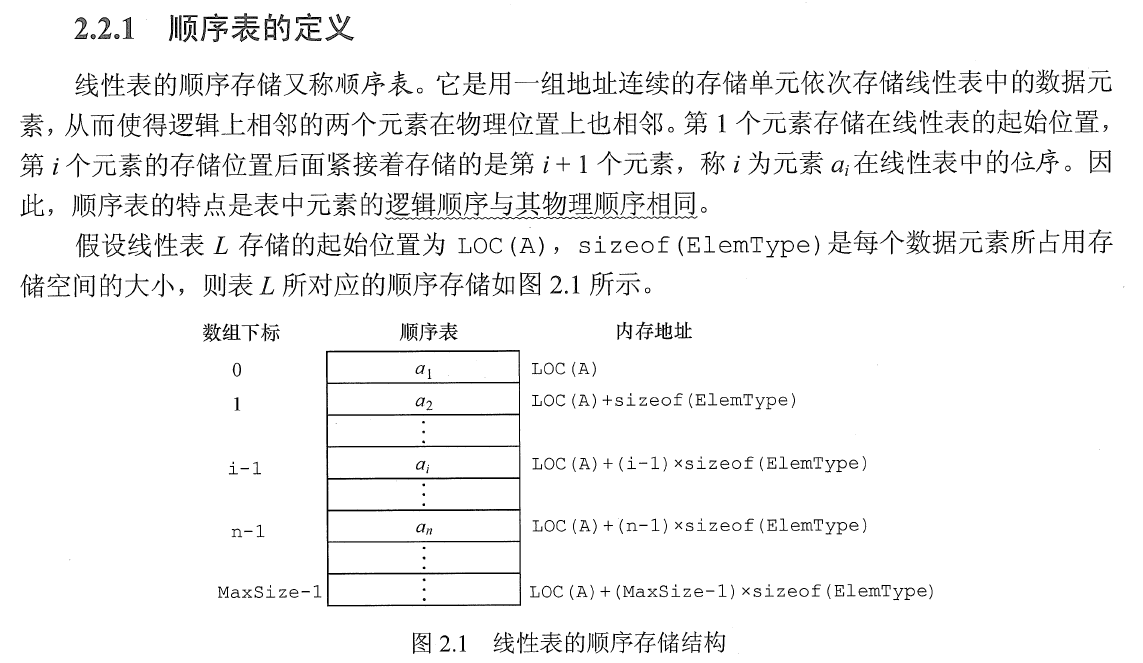 2.2.1 顺序表的定义
线性表的顺序存储又称顺序表。它是用一组地址连续的存储单元依次存储线性表中的数据元
素，从而使得逻辑上相邻的两个元素在物理位置上也相邻。第 1 个元素存储在线性表的起始位置，
第 i 个元素的存储位置后面紧接着存储的是第 i + 1 个元素，称 i 为元素 aᵢ 在线性表中的位序。因
此，顺序表的特点是表中元素的逻辑顺序与其物理顺序相同。
假设线性表 L 存储的起始位置为 LOC(A)，sizeof(ElemType)是每个数据元素所占用存
储空间的大小，则表 L 所对应的顺序存储如图 2.1 所示。
数组下标 顺序表 内存地址
0 a₁ LOC(A)
1 a₂ LOC(A)+sizeof(ElemType)
⋮
i-1 aᵢ LOC(A)+(i-1)×sizeof(ElemType)
⋮
n-1 aₙ LOC(A)+(n-1)×sizeof(ElemType)
⋮
MaxSize-1 ⋮ LOC(A)+(MaxSize-1)×sizeof(ElemType)
图 2.1 线性表的顺序存储结构